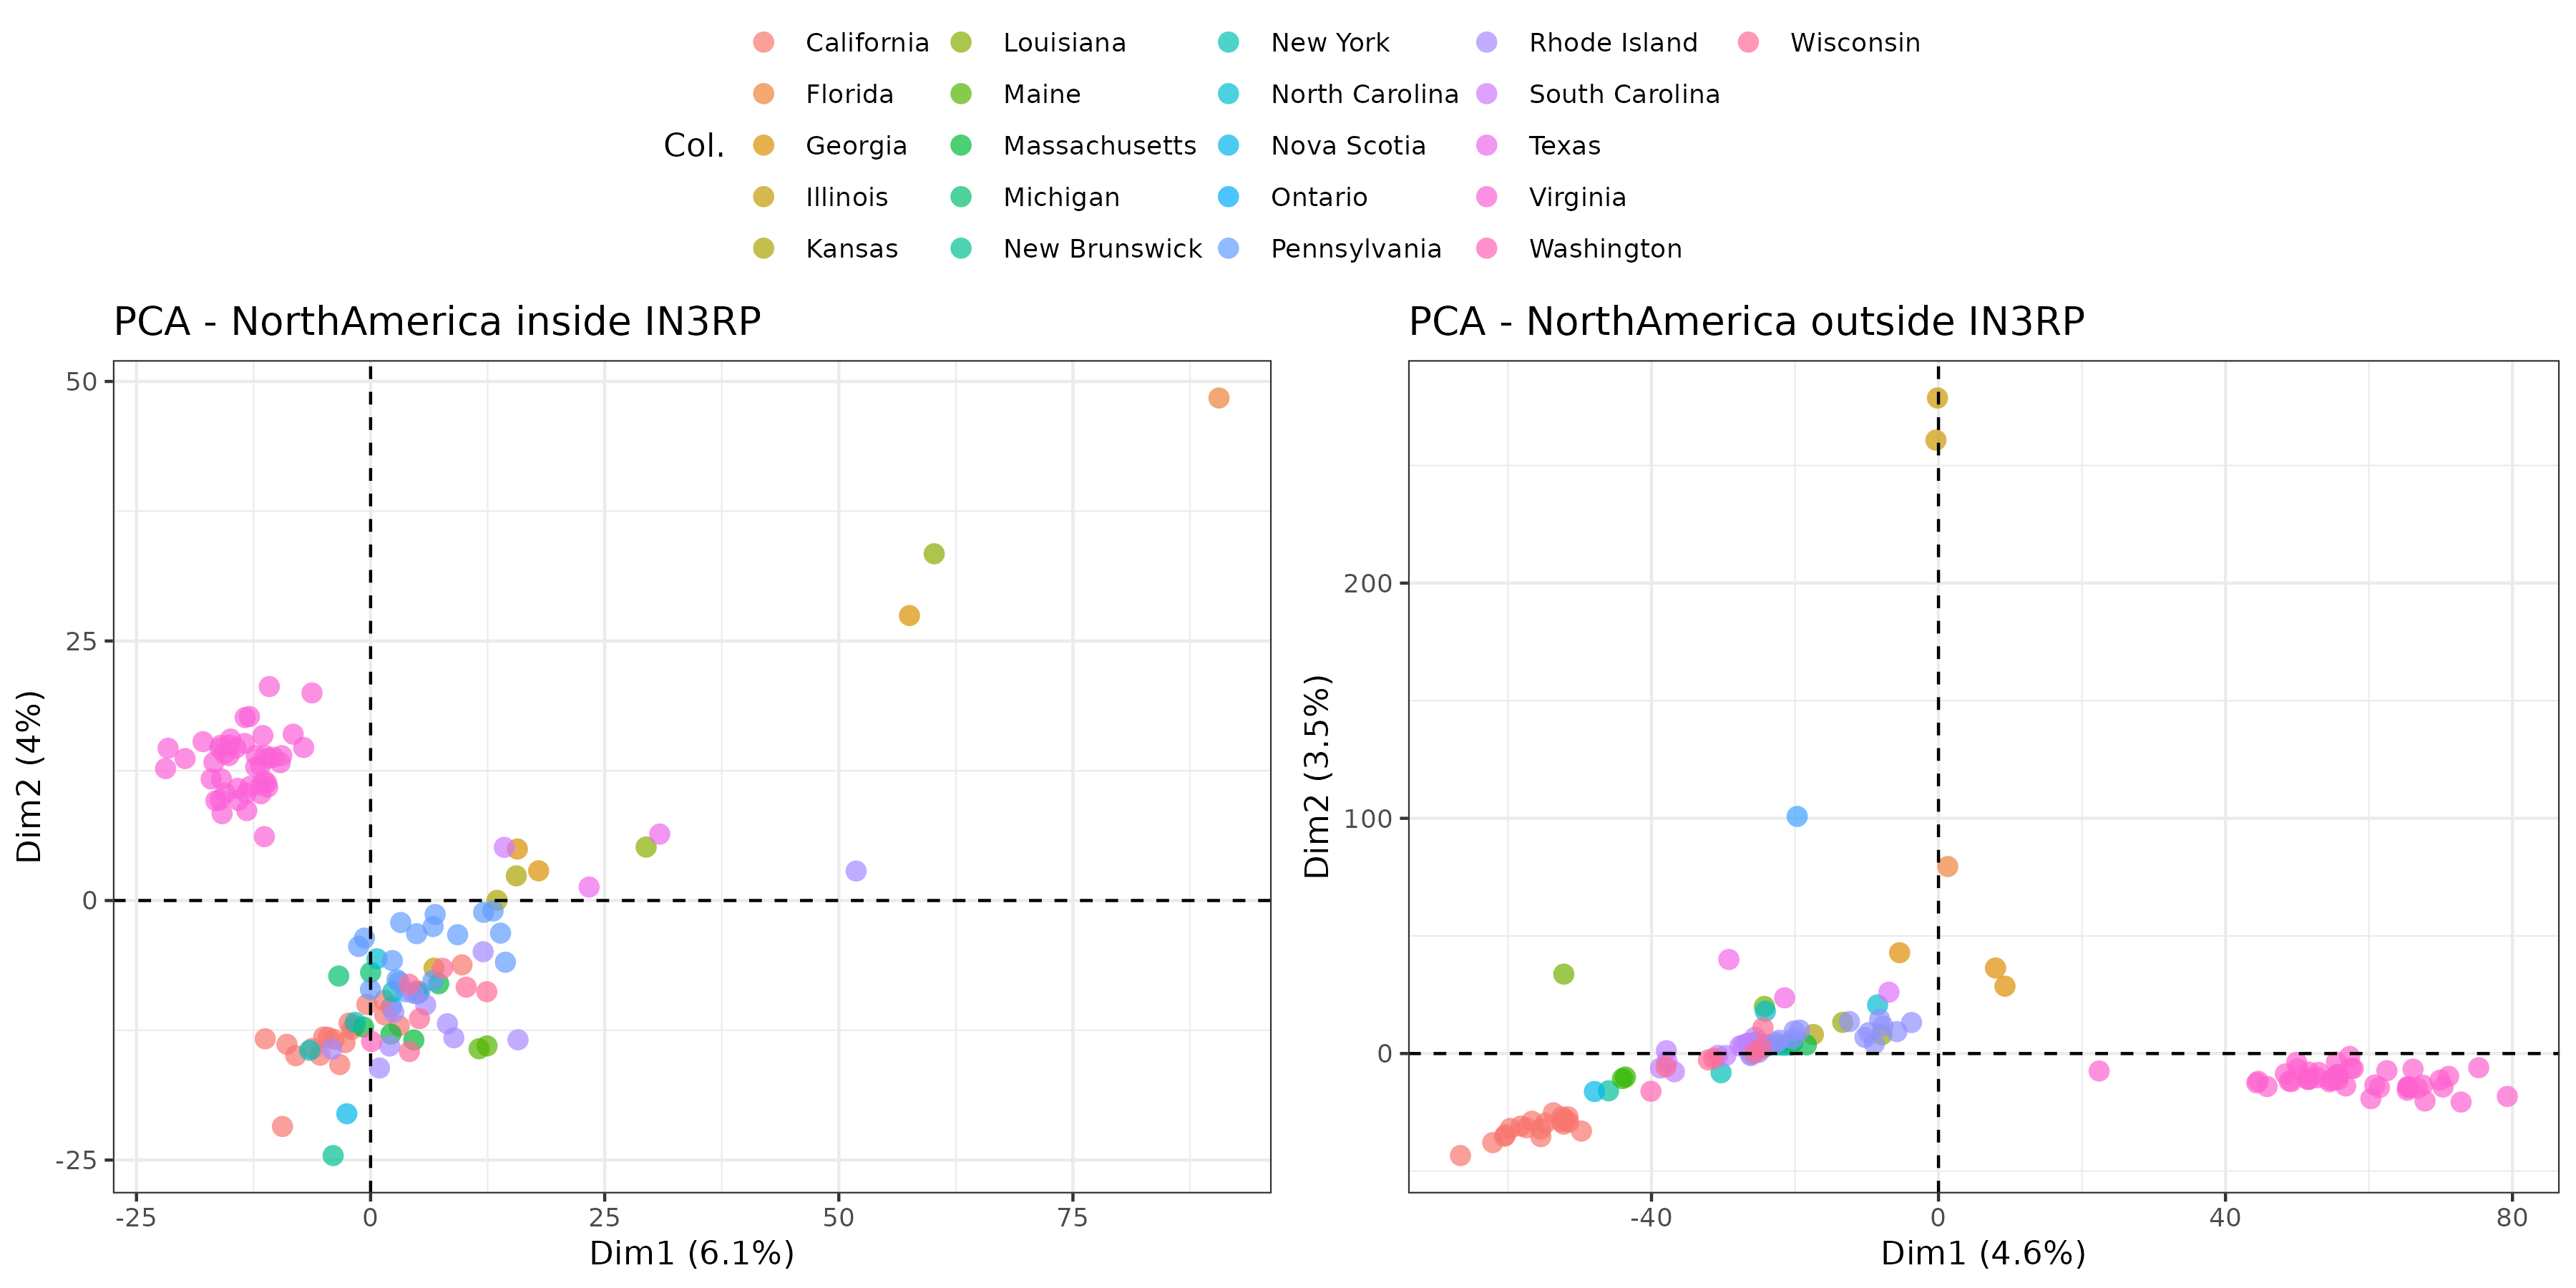 California Louisiana New York Rhode Island Wisconsin
Florida Maine North Carolina South Carolina
Col. Georgia Massachusetts Nova Scotia Texas
Illinois Michigan Ontario Virginia
Kansas New Brunswick Pennsylvania Washington
PCA - NorthAmerica inside IN3RP
50
25
0
-25
Dim2 (4%)
-25 0 25 50 75
Dim1 (6.1%)
PCA - NorthAmerica outside IN3RP
200
100
0
Dim2 (3.5%)
-40 0 40 80
Dim1 (4.6%)